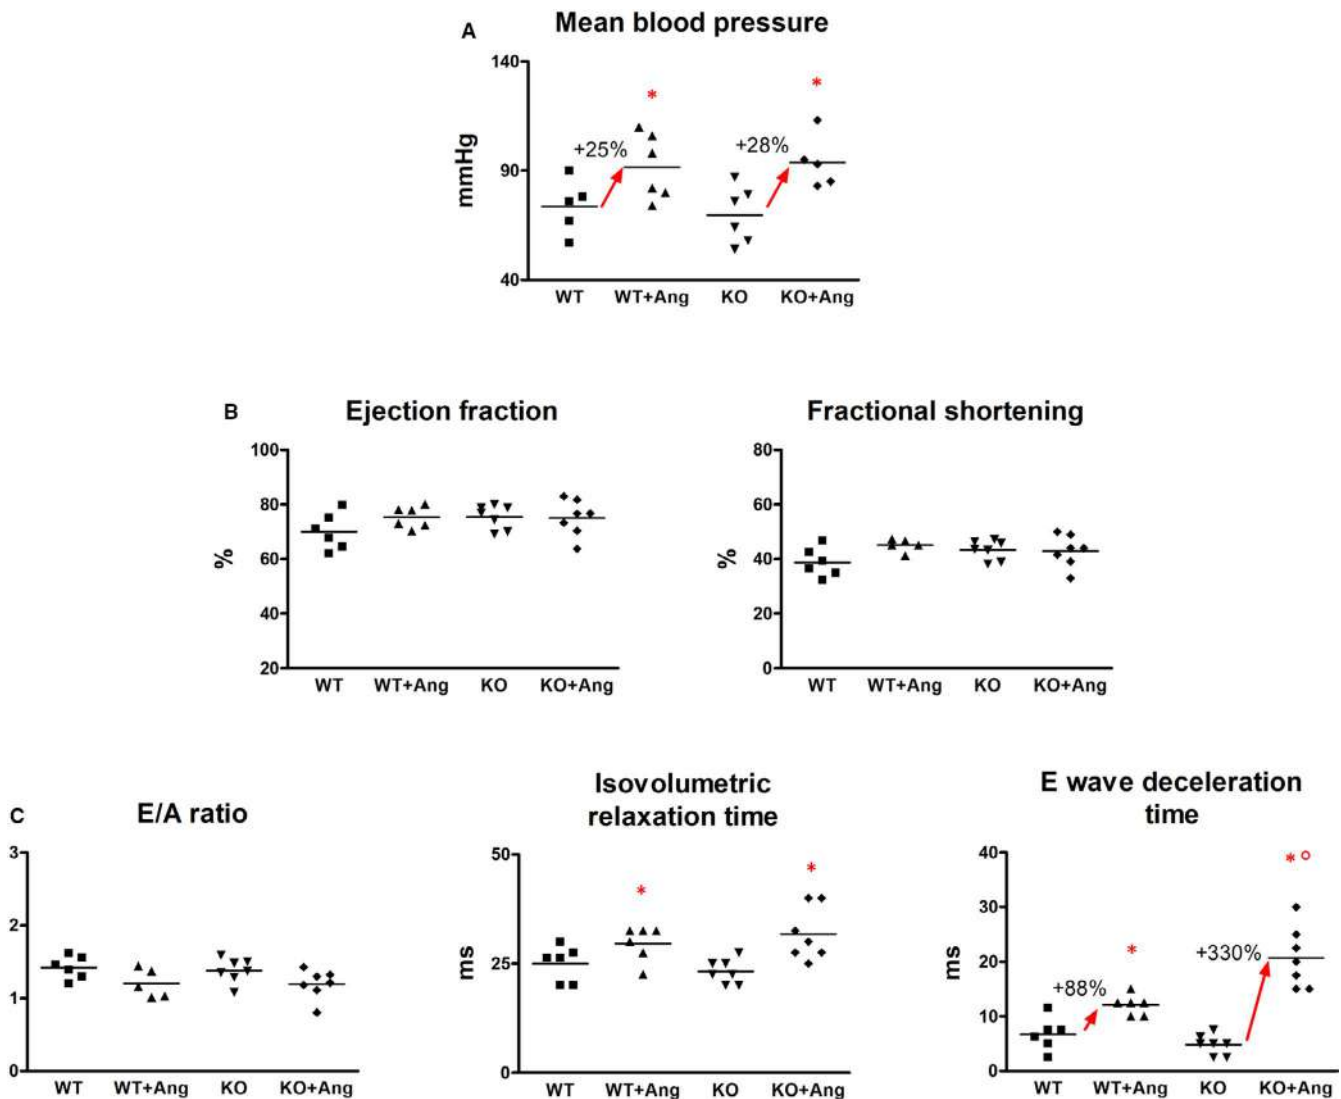 A
Mean blood pressure
140
90
40
mmHg
+25%
*
+28%
*
WT
WT+Ang
KO
KO+Ang
B
Ejection fraction
100
80
60
40
20
%
WT
WT+Ang
KO
KO+Ang
Fractional shortening
80
60
40
20
0
%
WT
WT+Ang
KO
KO+Ang
C
E/A ratio
3
2
1
0
WT
WT+Ang
KO
KO+Ang
Isovolumetric
relaxation time
50
25
0
ms
*
*
WT
WT+Ang
KO
KO+Ang
E wave deceleration
time
40
30
20
10
0
ms
+88%
*
+330%
* o
WT
WT+Ang
KO
KO+Ang